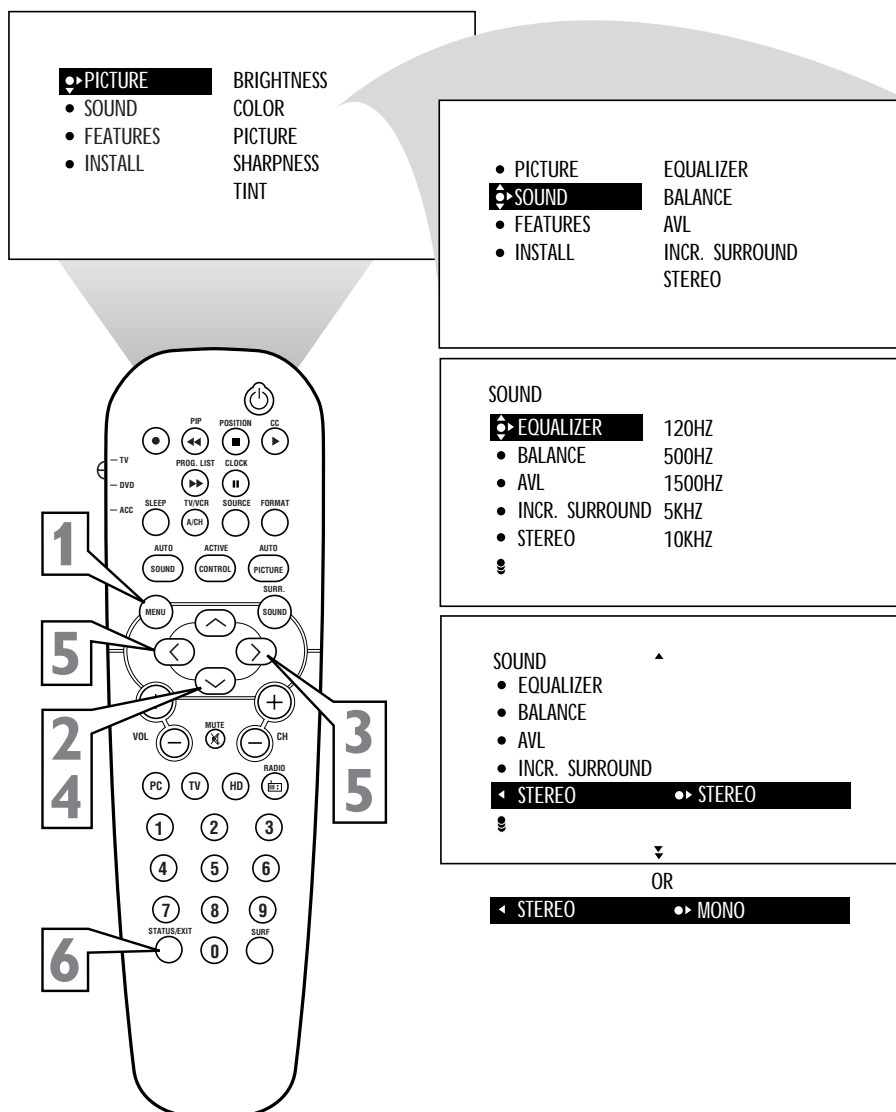 PICTURE BRIGHTNESS
SOUND COLOR
FEATURES PICTURE
INSTALL SHARPNESS
TINT
PICTURE EQUALIZER
SOUND BALANCE
FEATURES AVL
INSTALL INCR. SURROUND
STEREO
SOUND
EQUALIZER 120HZ
BALANCE 500HZ
AVL 1500HZ
INCR. SURROUND 5KHZ
STEREO 10KHZ
SOUND
EQUALIZER
BALANCE
AVL
INCR. SURROUND
STEREO STEREO
OR
STEREO MONO
PIP POSITION CC
TV
PROG. LIST CLOCK
DVD
ACC
SLEEP TV/VCR SOURCE FORMAT
A/CH
AUTO ACTIVE AUTO
SOUND CONTROL PICTURE
SURR.
MENU SOUND
1
5
2
4
3
5
6
+
VOL − MUTE − CH
RADIO
PC TV HD
1 2 3
4 5 6
7 8 9
STATUS/EXIT SURF
0